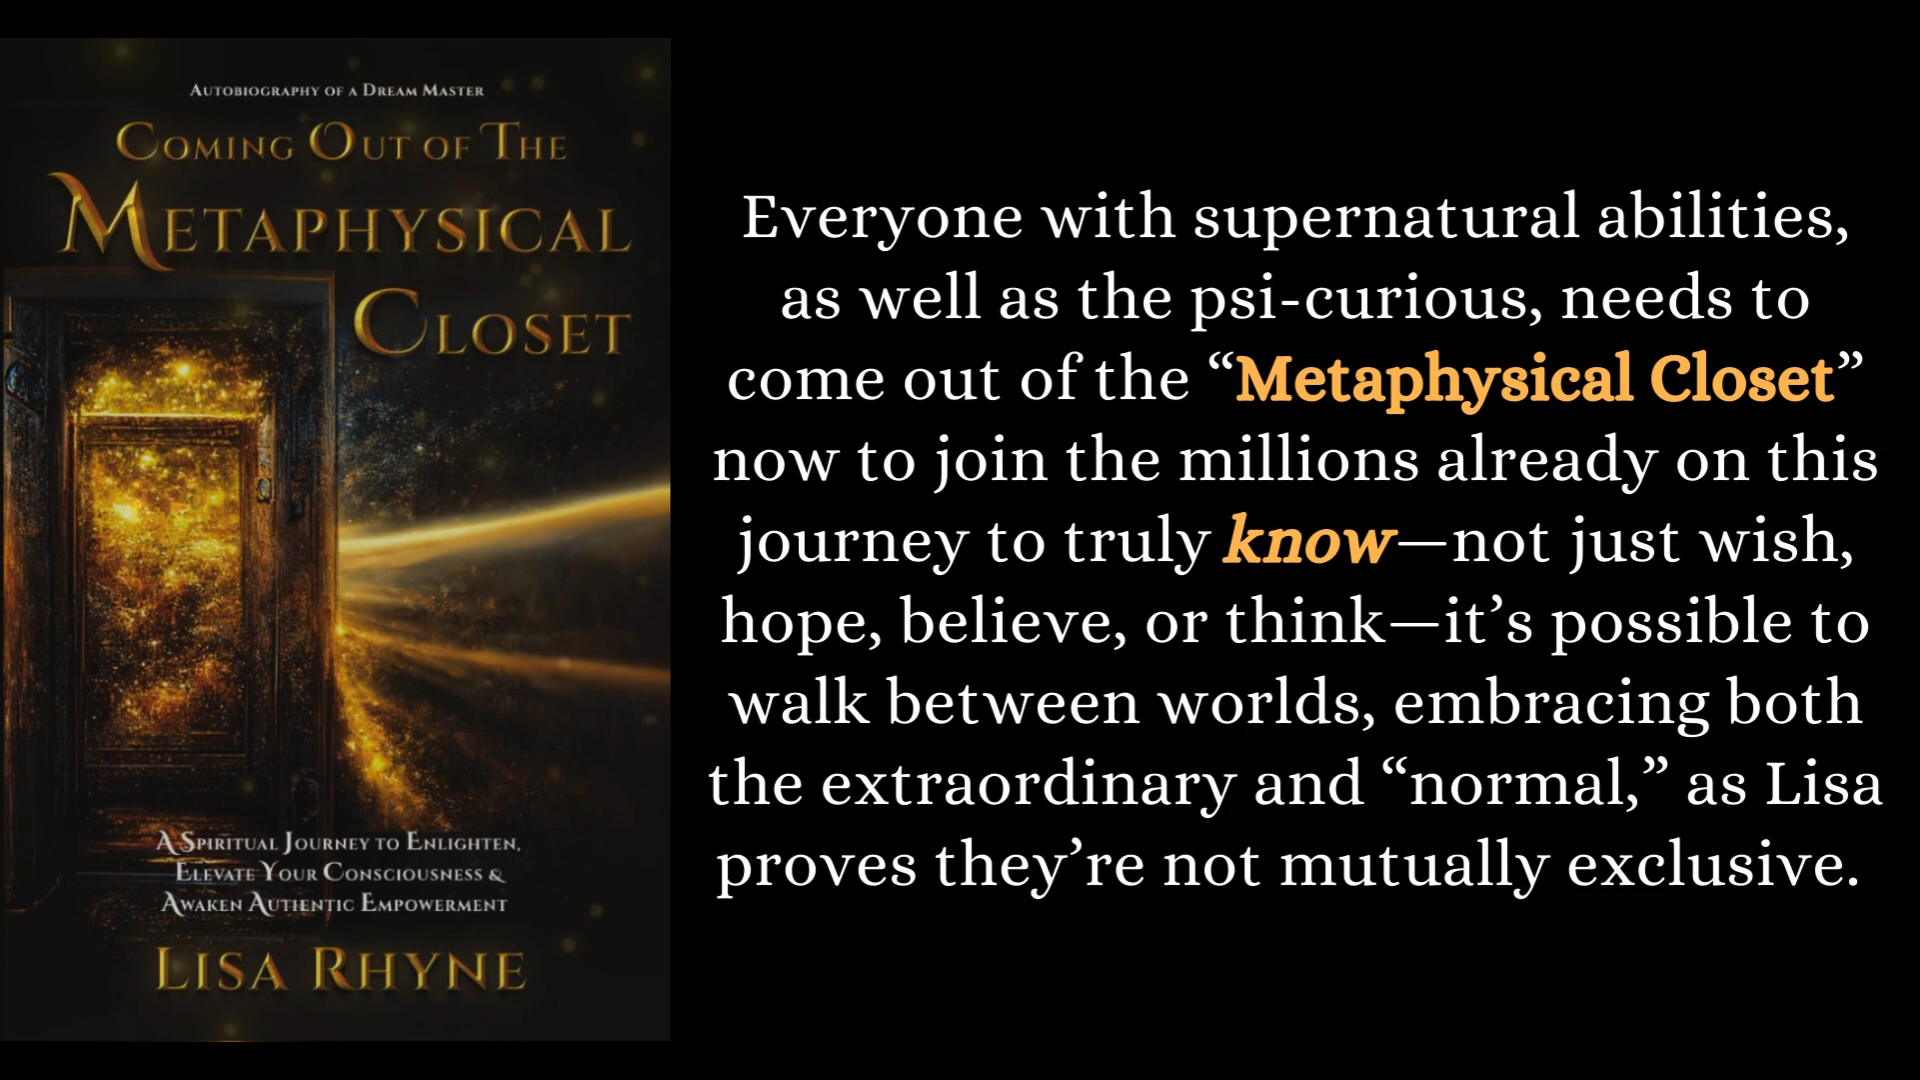 Autobiography of a Dream Master
Coming Out of The
Metaphysical
Closet
A Spiritual Journey to Enlighten,
Elevate Your Consciousness &
Awaken Authentic Empowerment
Lisa Rhyne
Everyone with supernatural abilities,
as well as the psi-curious, needs to
come out of the “Metaphysical Closet”
now to join the millions already on this
journey to truly know—not just wish,
hope, believe, or think—it’s possible to
walk between worlds, embracing both
the extraordinary and “normal,” as Lisa
proves they’re not mutually exclusive.